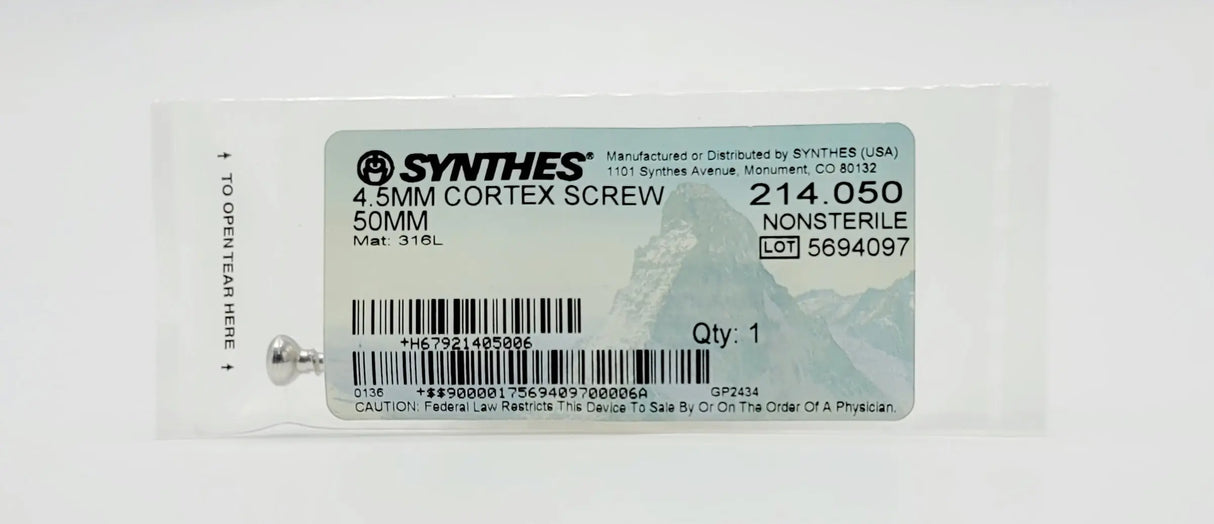 ↑ TO OPEN TEAR HERE ↑
SYNTHES® Manufactured or Distributed by SYNTHES (USA)
1101 Synthes Avenue, Monument, CO 80132
4.5MM CORTEX SCREW 214.050
50MM NONSTERILE
Mat: 316L LOT 5694097
Qty: 1
+H67921405006
0136 +$$9000017569409700006A GP2434
CAUTION: Federal Law Restricts This Device To Sale By Or On The Order Of A Physician.